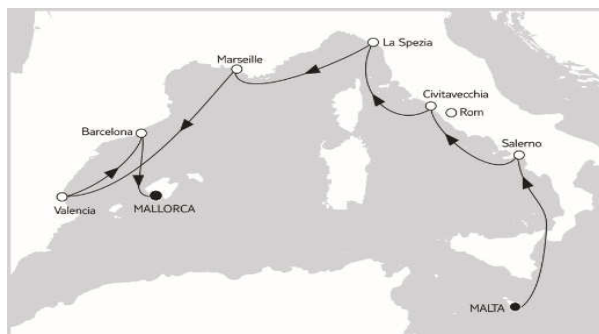 La Spezia
Marseille
Civitavecchia
Rom
Barcelona
Salerno
Valencia
MALLORCA
MALTA